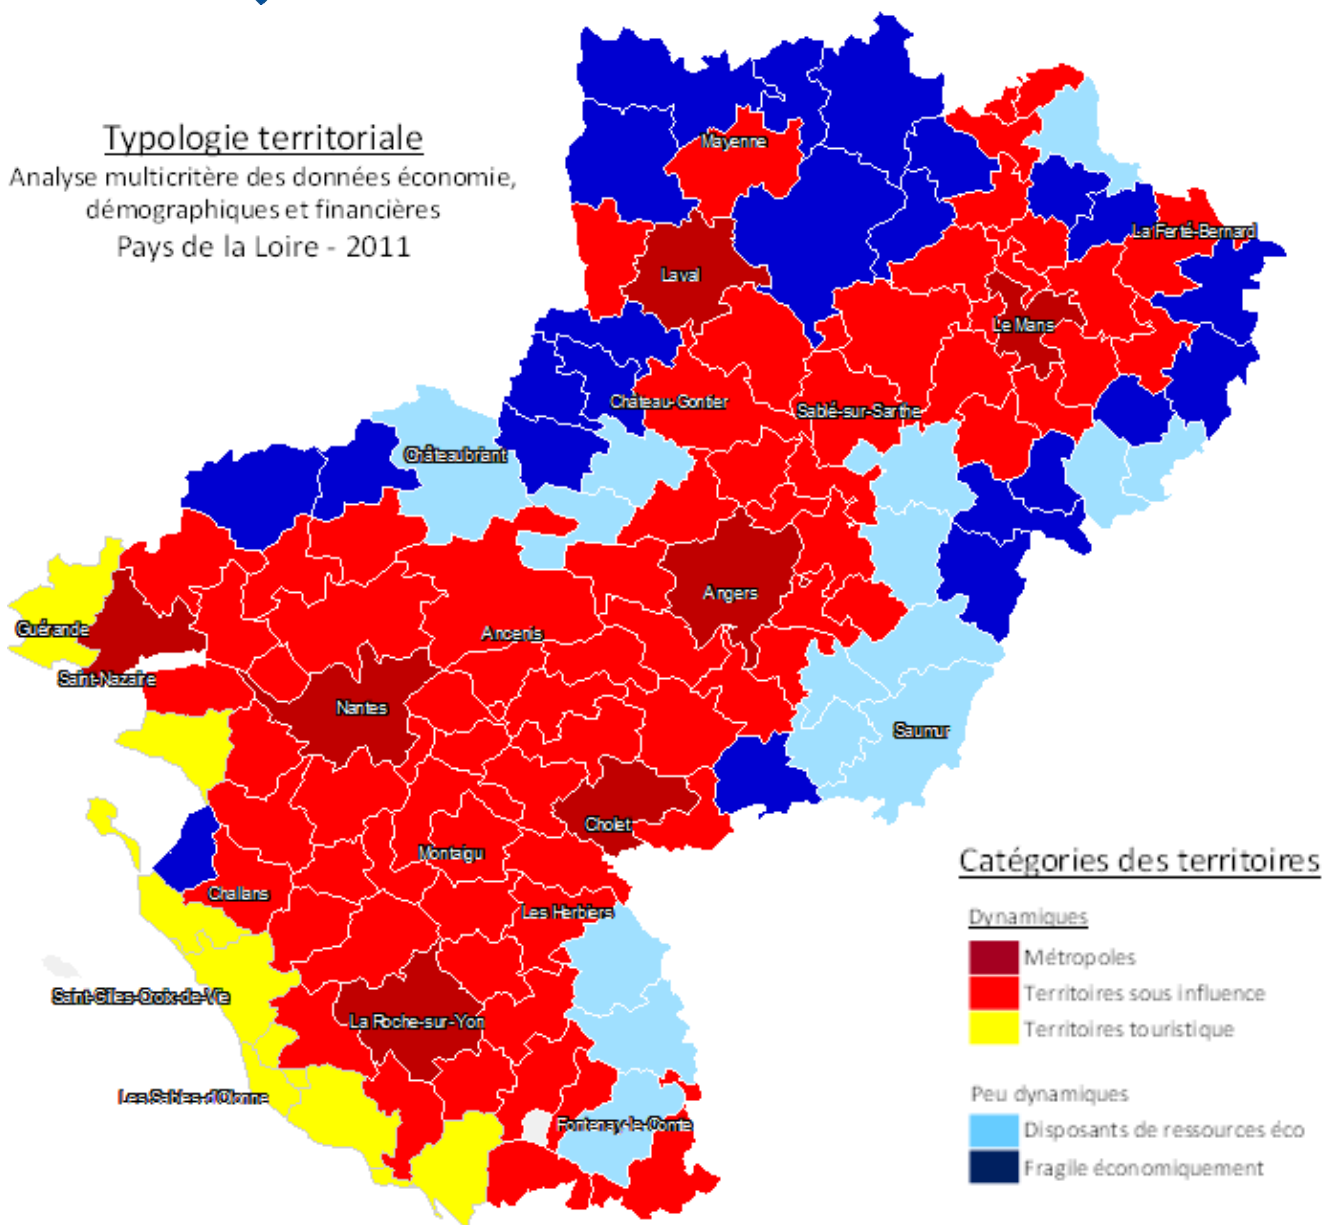 Typologie territoriale
Analyse multicritère des données économie,
démographiques et financières
Pays de la Loire - 2011
Mayenne
La Ferté-Bernard
Laval
Le Mans
Château-Gontier
Sablé-sur-Sarthe
Châteaubriant
Angers
Guérande
Ancenis
Saint-Nazaire
Nantes
Saumur
Cholet
Montaigu
Challans
Les Herbiers
Saint-Gilles-Croix-de-Vie
La Roche-sur-Yon
Les Sables-d'Olonne
Fontenay-le-Comte
Catégories des territoires
Dynamiques
Métropoles
Territoires sous influence
Territoires touristique
Peu dynamiques
Disposants de ressources éco
Fragile économiquement